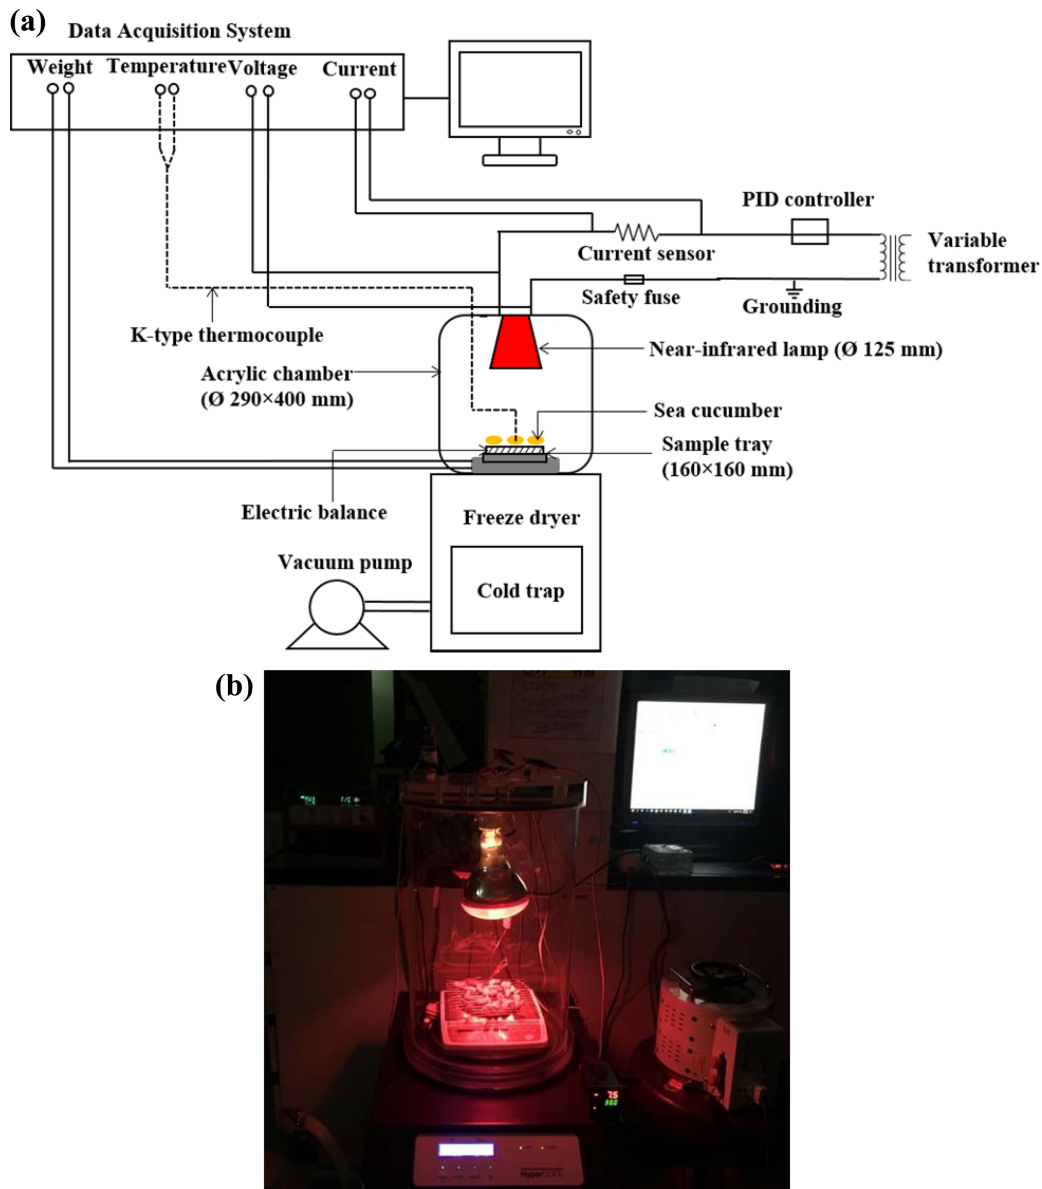 (a)
Data Acquisition System
Weight Temperature Voltage Current
PID controller
Variable
transformer
Current sensor
Safety fuse
Grounding
K-type thermocouple
Near-infrared lamp (Ø 125 mm)
Acrylic chamber
(Ø 290×400 mm)
Sea cucumber
Sample tray
(160×160 mm)
Electric balance
Freeze dryer
Vacuum pump
Cold trap
(b)
7.5